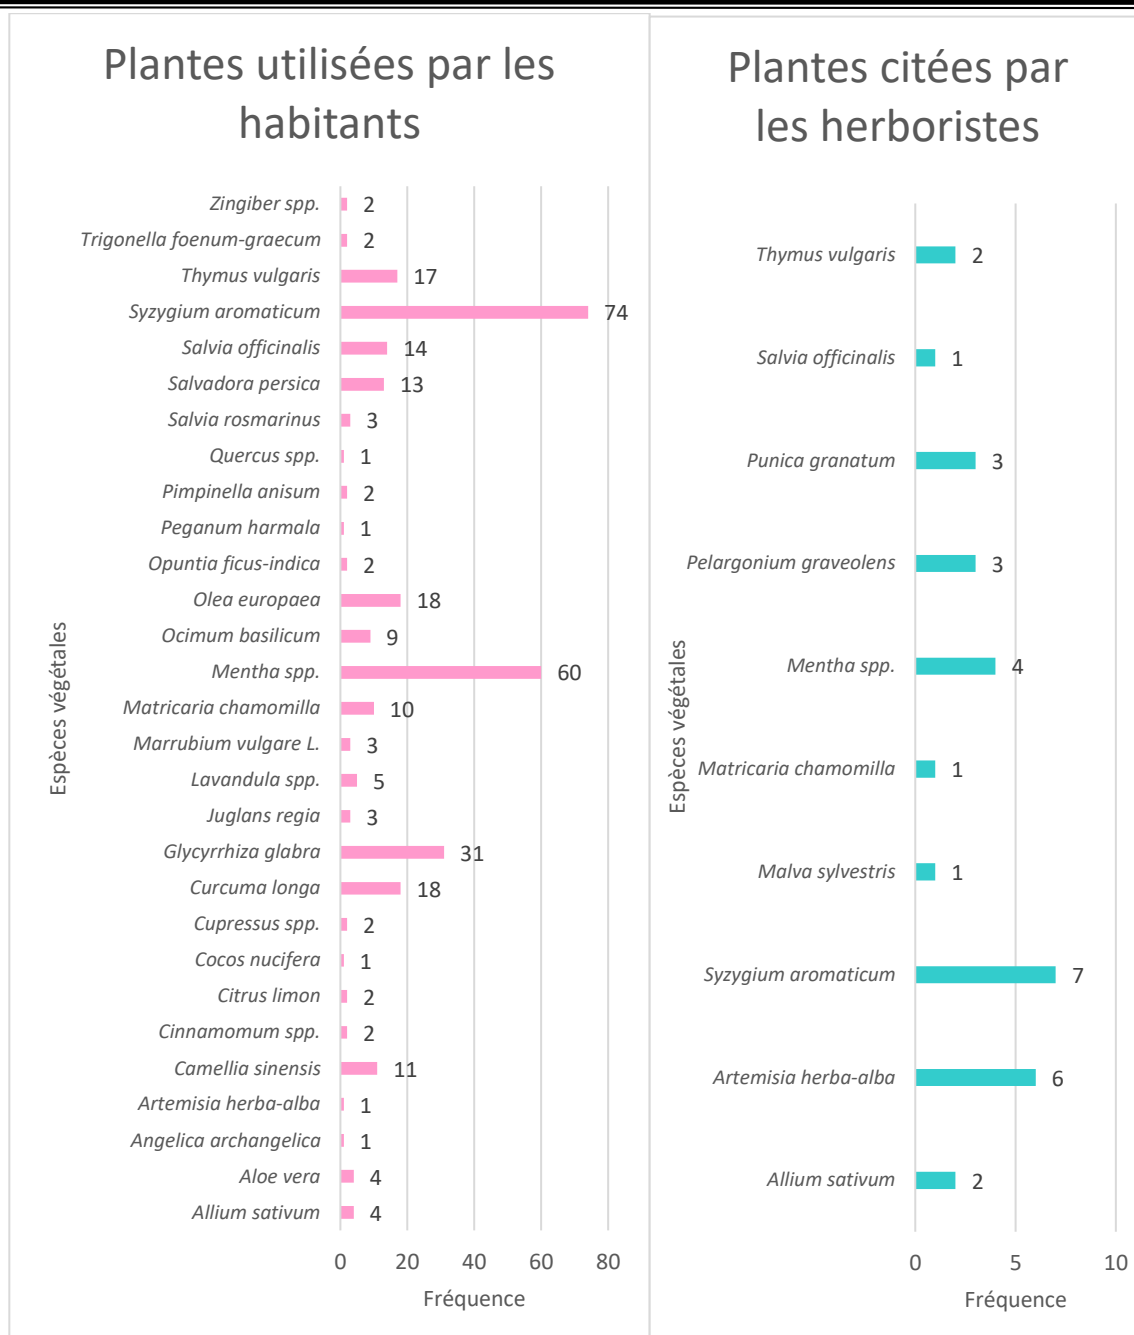 Plantes utilisées par les
habitants
Espèces végétales
Zingiber spp. 2
Trigonella foenum-graecum 2
Thymus vulgaris 17
Syzygium aromaticum 74
Salvia officinalis 14
Salvadora persica 13
Salvia rosmarinus 3
Quercus spp. 1
Pimpinella anisum 2
Peganum harmala 1
Opuntia ficus-indica 2
Olea europaea 18
Ocimum basilicum 9
Mentha spp. 60
Matricaria chamomilla 10
Marrubium vulgare L. 3
Lavandula spp. 5
Juglans regia 3
Glycyrrhiza glabra 31
Curcuma longa 18
Cupressus spp. 2
Cocos nucifera 1
Citrus limon 2
Cinnamomum spp. 2
Camellia sinensis 11
Artemisia herba-alba 1
Angelica archangelica 1
Aloe vera 4
Allium sativum 4
0 20 40 60 80
Fréquence
Plantes citées par
les herboristes
Espèces végétales
Thymus vulgaris 2
Salvia officinalis 1
Punica granatum 3
Pelargonium graveolens 3
Mentha spp. 4
Matricaria chamomilla 1
Malva sylvestris 1
Syzygium aromaticum 7
Artemisia herba-alba 6
Allium sativum 2
0 5 10
Fréquence